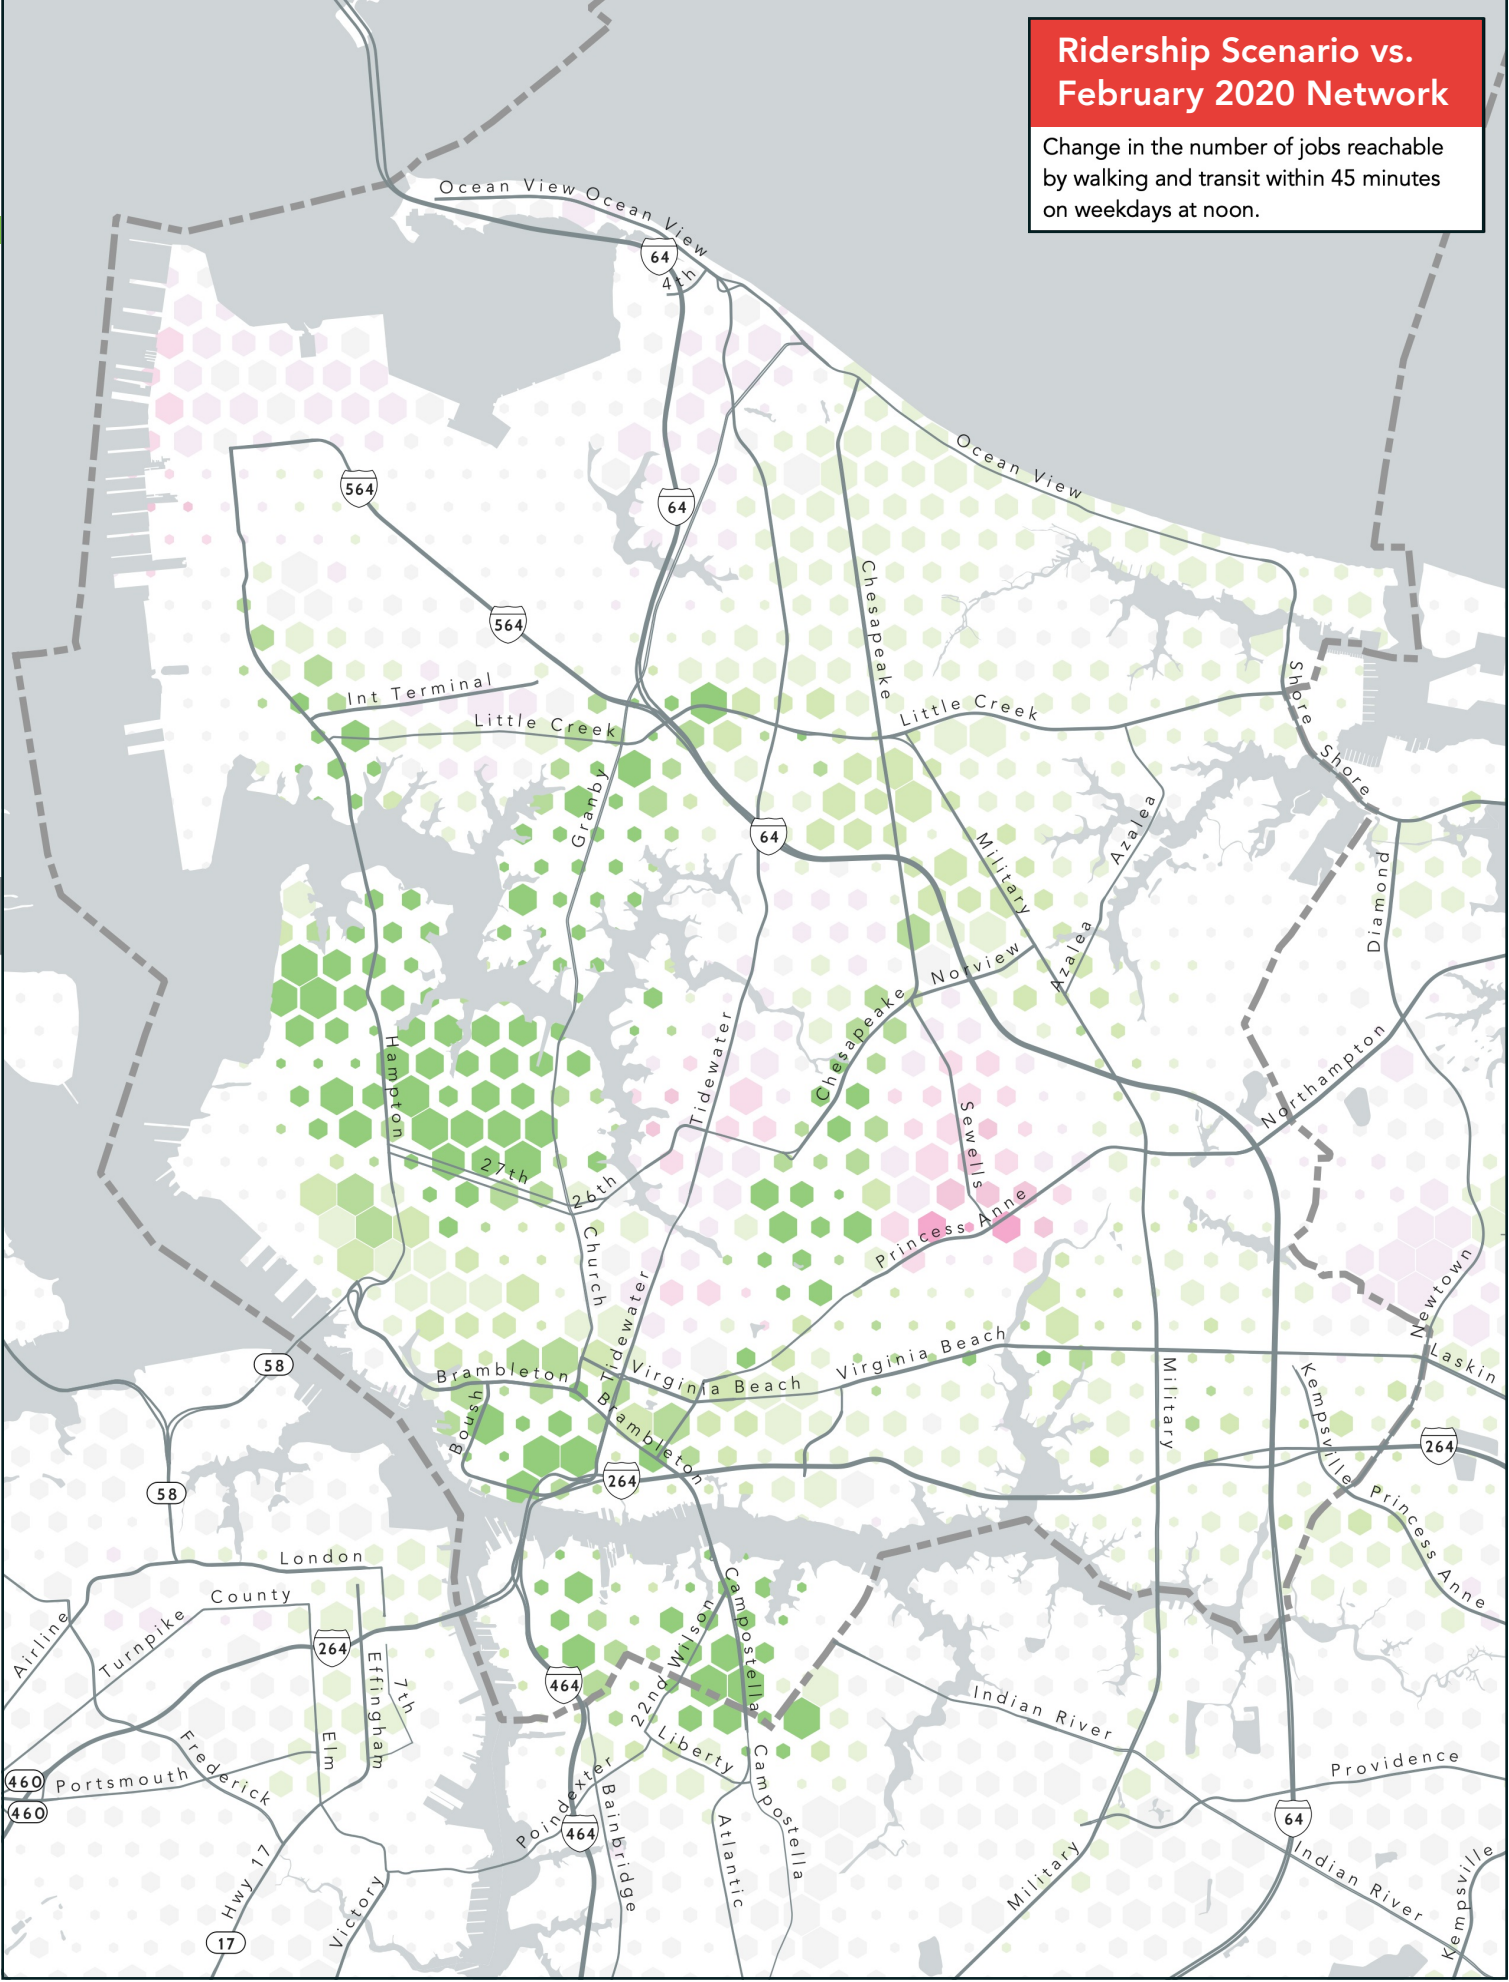 Ridership Scenario vs.
February 2020 Network
Change in the number of jobs reachable
by walking and transit within 45 minutes
on weekdays at noon.
Ocean View
Ocean View
64
4th
Ocean View
564
64
Chesapeake
564
Shore
Int Terminal
Little Creek
Little Creek
Shore
Granby
64
Military
Azalea
Diamond
Azalea
Norview
Chesapeake
Hampton
Tidewater
Northampton
Sewells
27th
26th
Princess Anne
Church
Newtown
Tidewater
Virginia Beach
58
Brambleton
Virginia Beach
Laskin
Military
Kempsville
Boush
Brambleton
264
264
58
Princess Anne
London
County
Campostella
Airline
Turnpike
264
Effingham
7th
22nd
Wilson
464
Indian River
Elm
Liberty
Frederick
460
Portsmouth
460
Campostella
Providence
Poindexter
Bainbridge
464
Atlantic
64
Hwy 17
Military
Indian River
Victory
Kemdsville
17